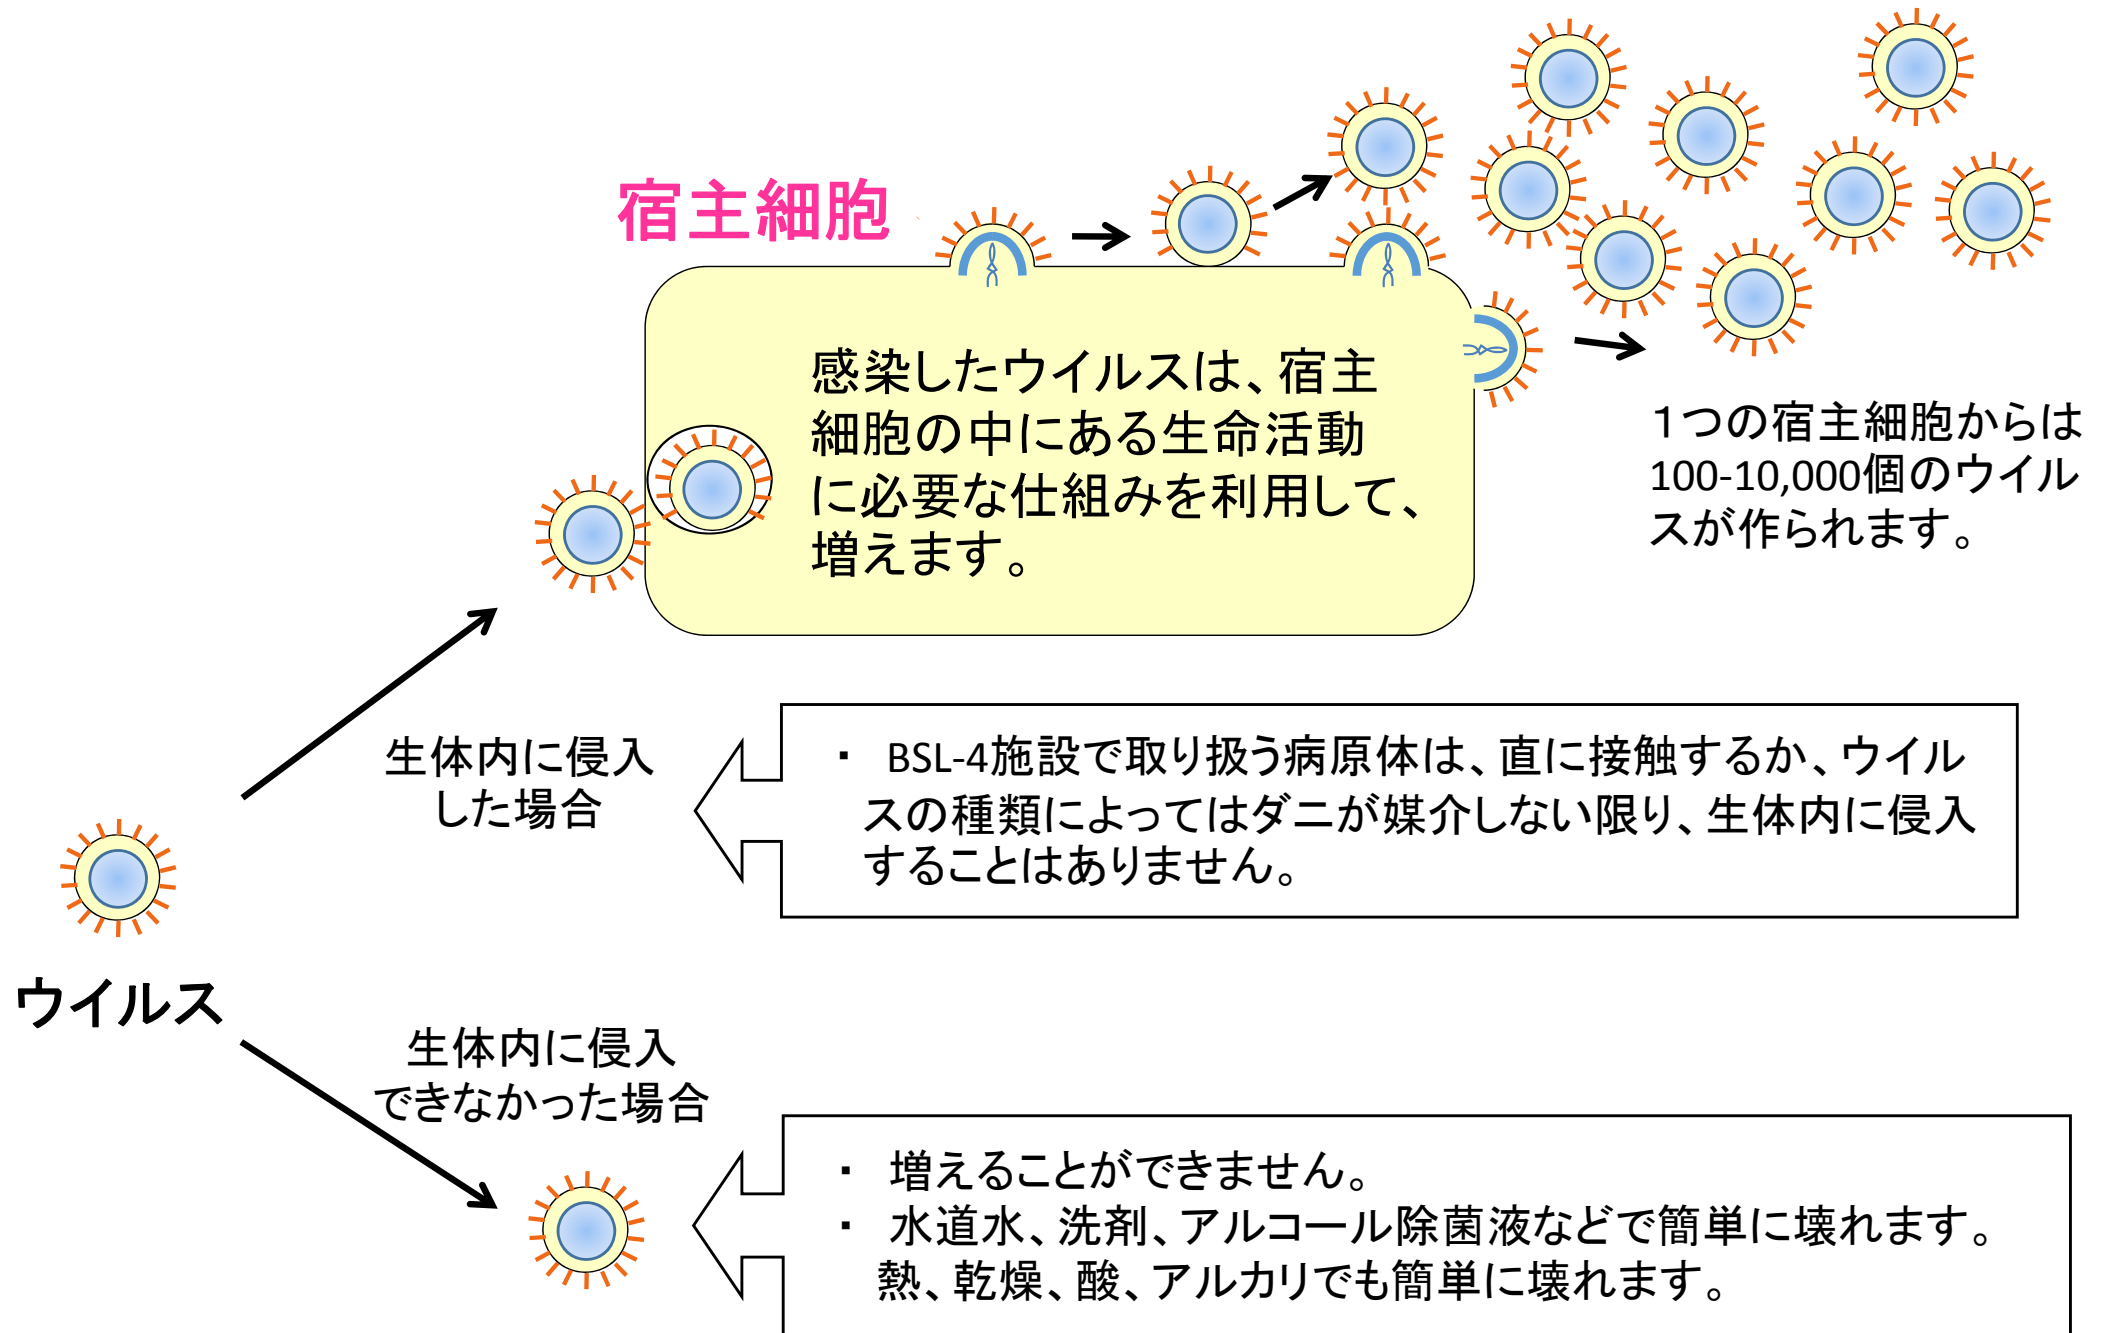 宿主細胞
感染したウイルスは、宿主
細胞の中にある生命活動
に必要な仕組みを利用して、
増えます。
１つの宿主細胞からは
100-10,000個のウイル
スが作られます。
生体内に侵入
した場合
・ BSL-4施設で取り扱う病原体は、直に接触するか、ウイル
スの種類によってはダニが媒介しない限り、生体内に侵入
することはありません。
ウイルス
生体内に侵入
できなかった場合
・ 増えることができません。
・ 水道水、洗剤、アルコール除菌液などで簡単に壊れます。
熱、乾燥、酸、アルカリでも簡単に壊れます。